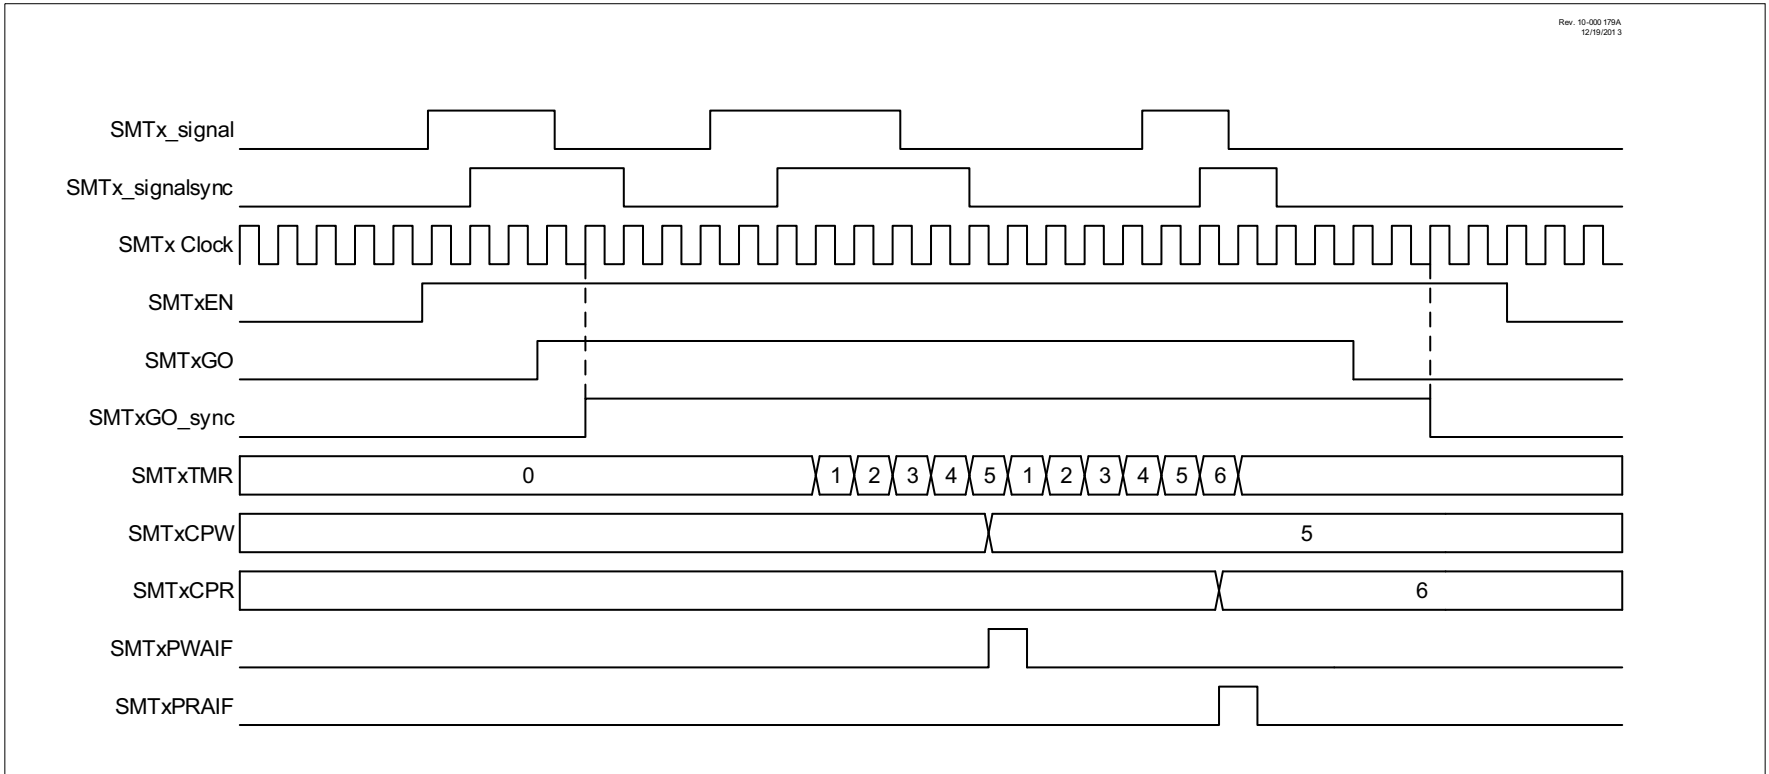 Rev. 10-000 179A
12/19/201 3
SMTx_signal
SMTx_signalsync
SMTx Clock
SMTxEN
SMTxGO
SMTxGO_sync
SMTxTMR 0 1 2 3 4 5 1 2 3 4 5 6
SMTxCPW 5
SMTxCPR 6
SMTxPWAIF
SMTxPRAIF